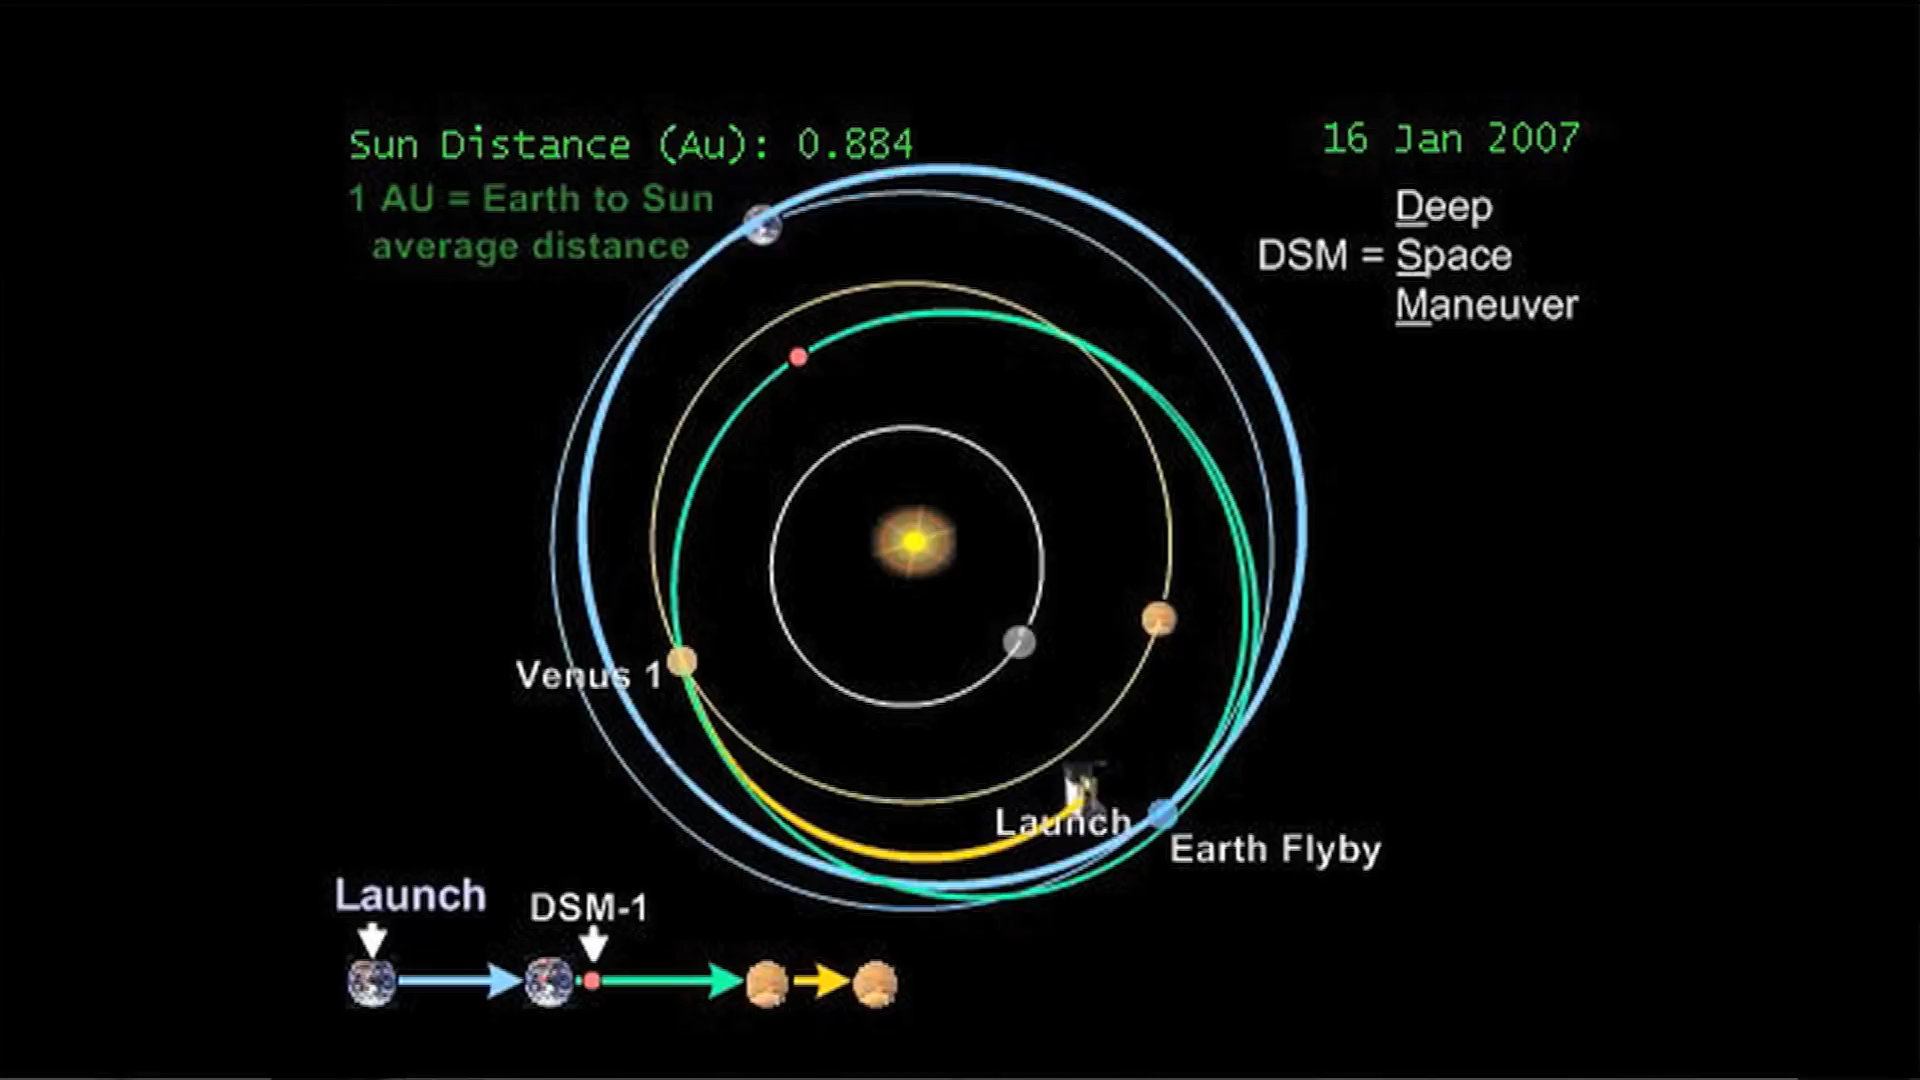 Sun Distance (Au): 0.884
1 AU = Earth to Sun
average distance
16 Jan 2007
Deep
DSM = Space
Maneuver
Venus 1
Launch
Earth Flyby
Launch
DSM-1